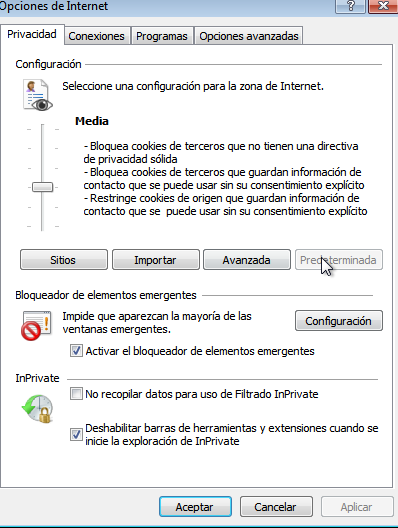 Opciones de Internet
Privacidad
Conexiones
Programas
Opciones avanzadas
Configuración
Seleccione una configuración para la zona de Internet.
Media
- Bloquea cookies de terceros que no tienen una directiva
de privacidad sólida
- Bloquea cookies de terceros que guardan información de
contacto que se puede usar sin su consentimiento explícito
- Restringe cookies de origen que guardan información de
contacto que se puede usar sin su consentimiento explícito
Sitios
Importar
Avanzada
Predeterminada
Bloqueador de elementos emergentes
Impide que aparezcan la mayoría de las
ventanas emergentes.
Configuración
Activar el bloqueador de elementos emergentes
InPrivate
No recopilar datos para uso de Filtrado InPrivate
Deshabilitar barras de herramientas y extensiones cuando se
inicie la exploración de InPrivate
Aceptar
Cancelar
Aplicar